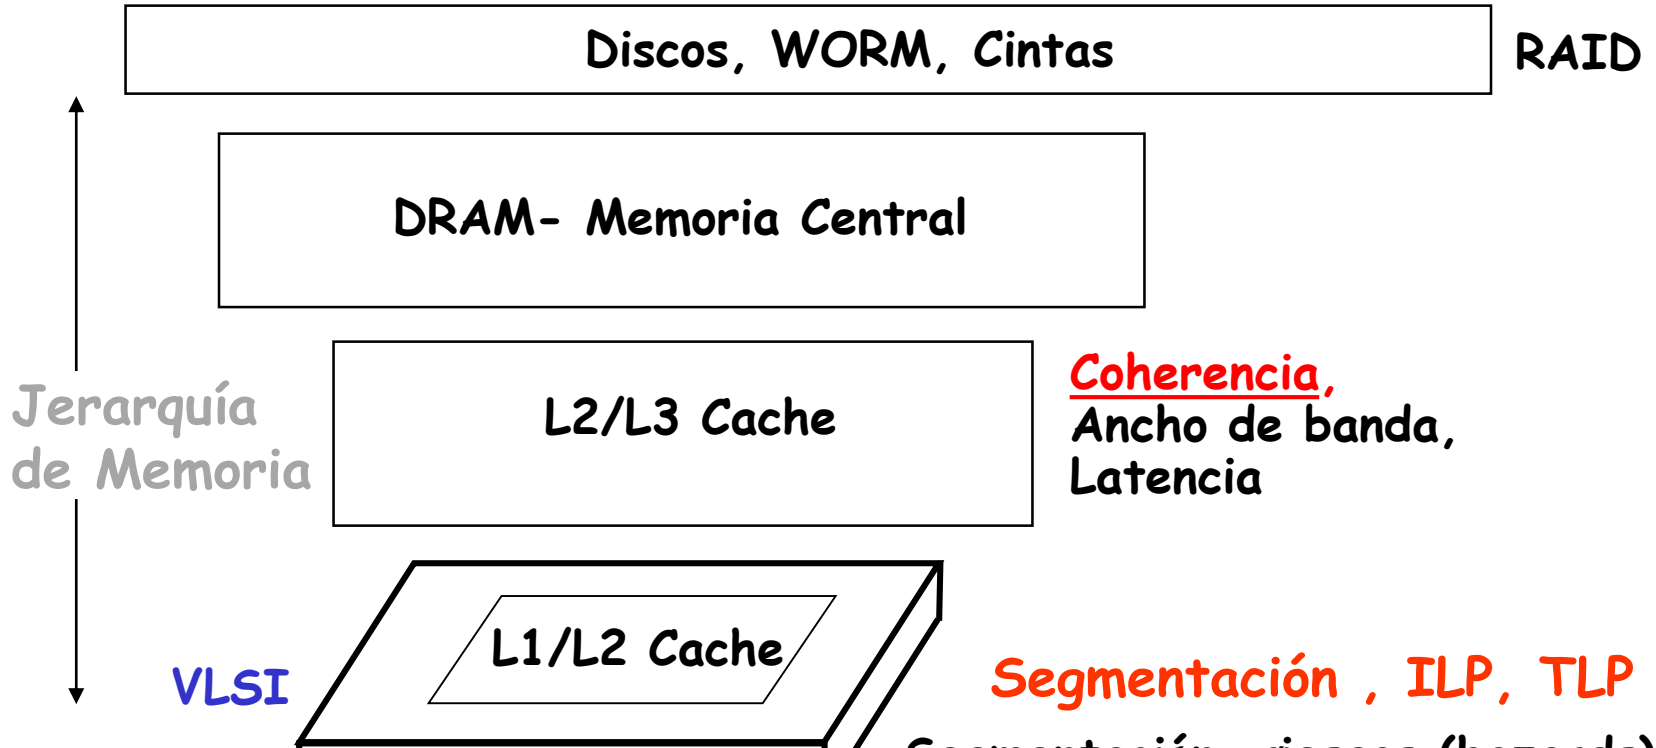 Discos, WORM, Cintas
RAID
DRAM- Memoria Central
Jerarquía
de Memoria
L2/L3 Cache
Coherencia,
Ancho de banda,
Latencia
L1/L2 Cache
VLSI
Segmentación , ILP, TLP